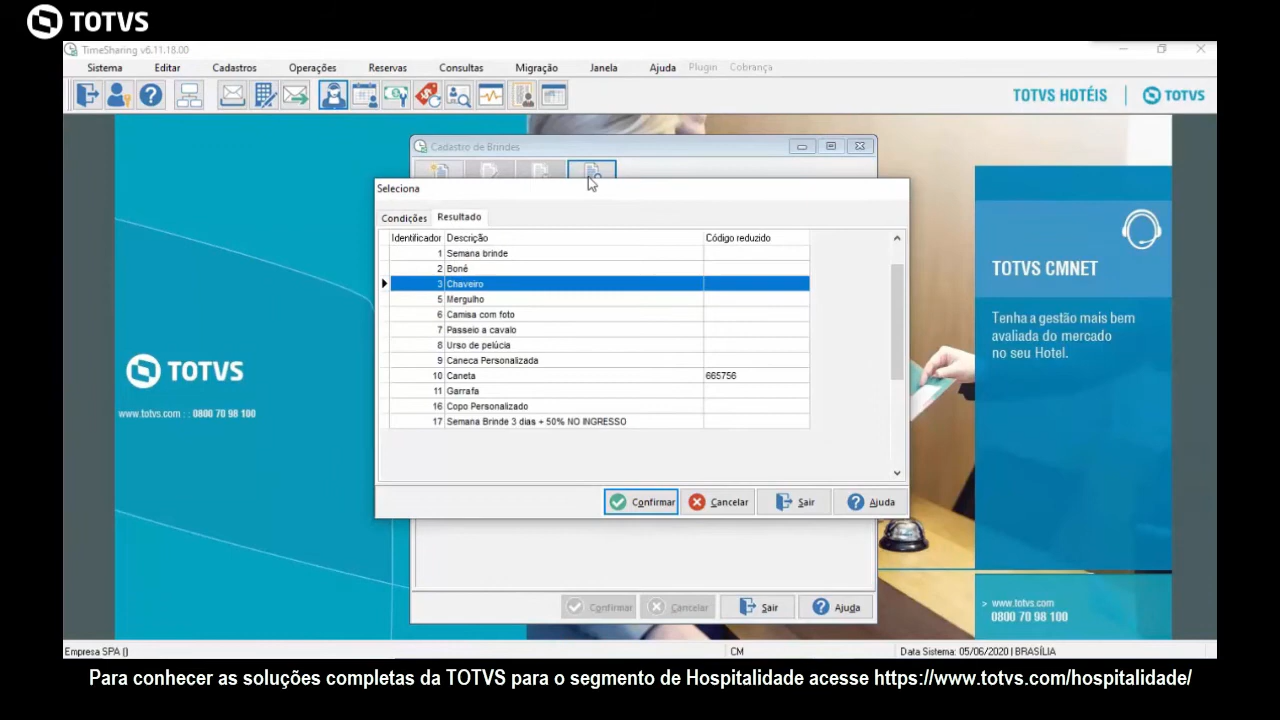 TOTVS
TimeSharing v6.11.18.00
Sistema Editar Cadastros Operações Reservas Consultas Migração Janela Ajuda Plugin Cobrança
TOTVS HOTÉIS | TOTVS
Cadastro de Brindes
Seleciona
Condições Resultado
Identificador Descrição Código reduzido
1 Semana brinde
2 Boné
3 Chaveiro
5 Mergulho
6 Camisa com foto
7 Passeio a cavalo
8 Urso de pelúcia
9 Caneca Personalizada
10 Caneta 665756
11 Garrafa
16 Copo Personalizado
17 Semana Brinde 3 dias + 50% NO INGRESSO
Confirmar Cancelar Sair Ajuda
Confirmar Cancelar Sair Ajuda
TOTVS
www.totvs.com : : 0800 70 98 100
TOTVS CMNET
Tenha a gestão mais bem
avaliada do mercado
no seu Hotel.
> www.totvs.com
0800 70 98 100
Empresa SPA () CM Data Sistema: 05/06/2020 | BRASÍLIA
Para conhecer as soluções completas da TOTVS para o segmento de Hospitalidade acesse https://www.totvs.com/hospitalidade/